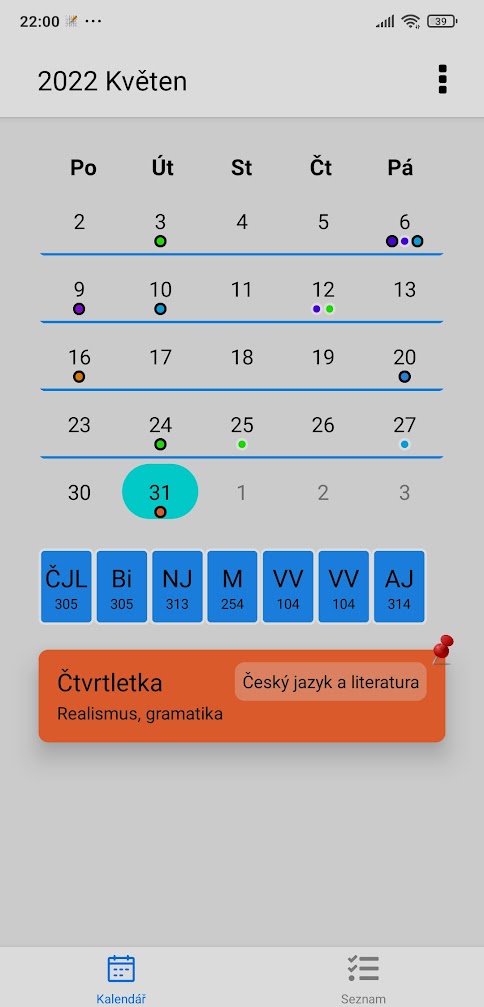 22:00 ... 39
2022 Květen
Po Út St Čt Pá
2 3 4 5 6
9 10 11 12 13
16 17 18 19 20
23 24 25 26 27
30 31 1 2 3
ČJL Bi NJ M VV VV AJ
305 305 313 254 104 104 314
Čtvrtletka Český jazyk a literatura
Realismus, gramatika
Kalendář Seznam